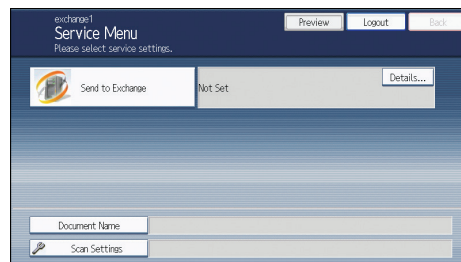 exchange1
Service Menu
Please select service settings.
Preview
Logout
Back
Send to Exchange
Not Set
Details...
Document Name
Scan Settings